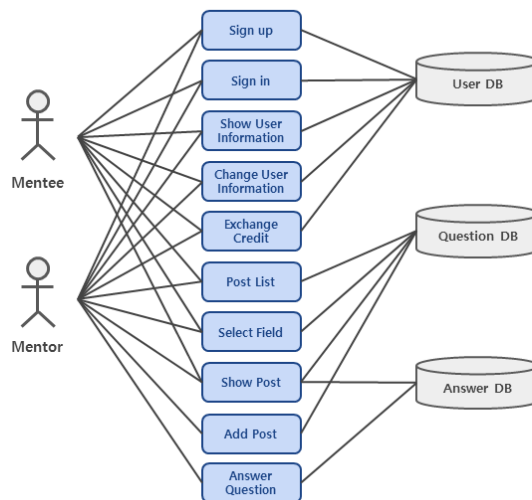 Sign up
Sign in
User DB
Show User
Information
Mentee
Change User
Information
Exchange
Credit
Question DB
Post List
Mentor
Select Field
Show Post
Answer DB
Add Post
Answer
Question